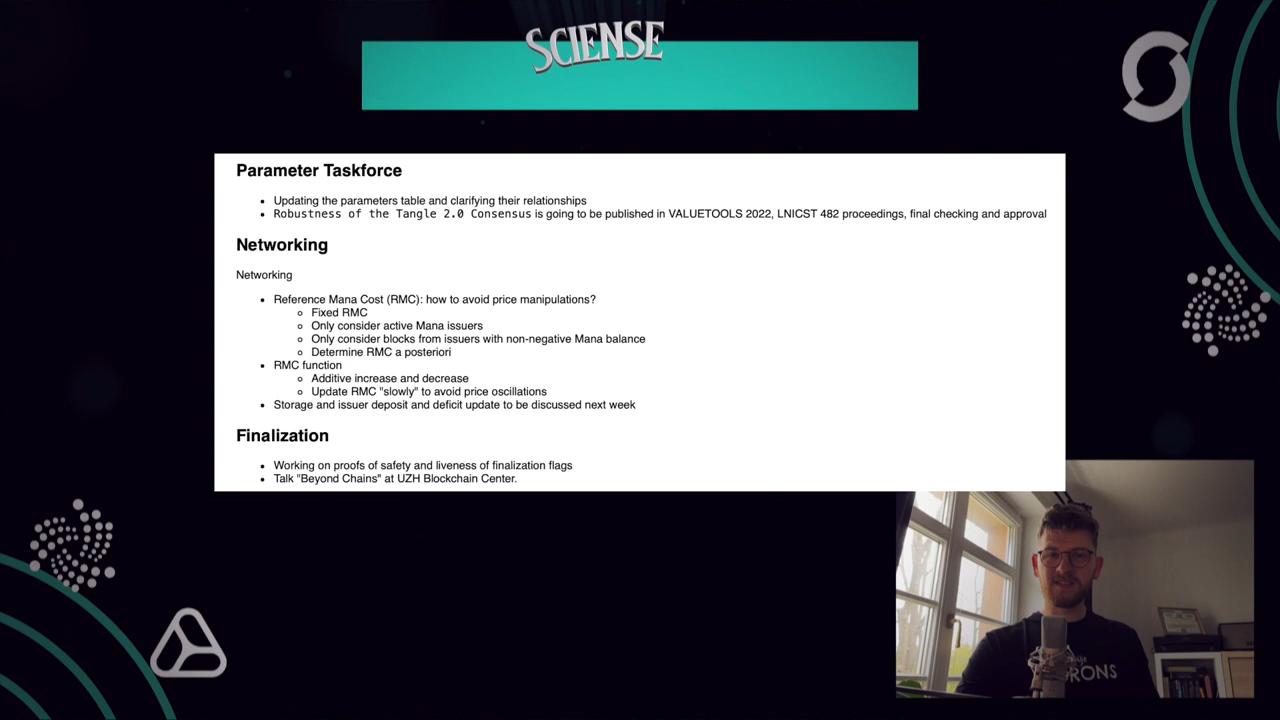 SCIENSE
Parameter Taskforce
• Updating the parameters table and clarifying their relationships
• Robustness of the Tangle 2.0 Consensus is going to be published in VALUETOOLS 2022, LNICST 482 proceedings, final checking and approval
Networking
Networking
• Reference Mana Cost (RMC): how to avoid price manipulations?
○ Fixed RMC
○ Only consider active Mana issuers
○ Only consider blocks from issuers with non-negative Mana balance
○ Determine RMC a posteriori
• RMC function
○ Additive increase and decrease
○ Update RMC "slowly" to avoid price oscillations
• Storage and issuer deposit and deficit update to be discussed next week
Finalization
• Working on proofs of safety and liveness of finalization flags
• Talk "Beyond Chains" at UZH Blockchain Center.